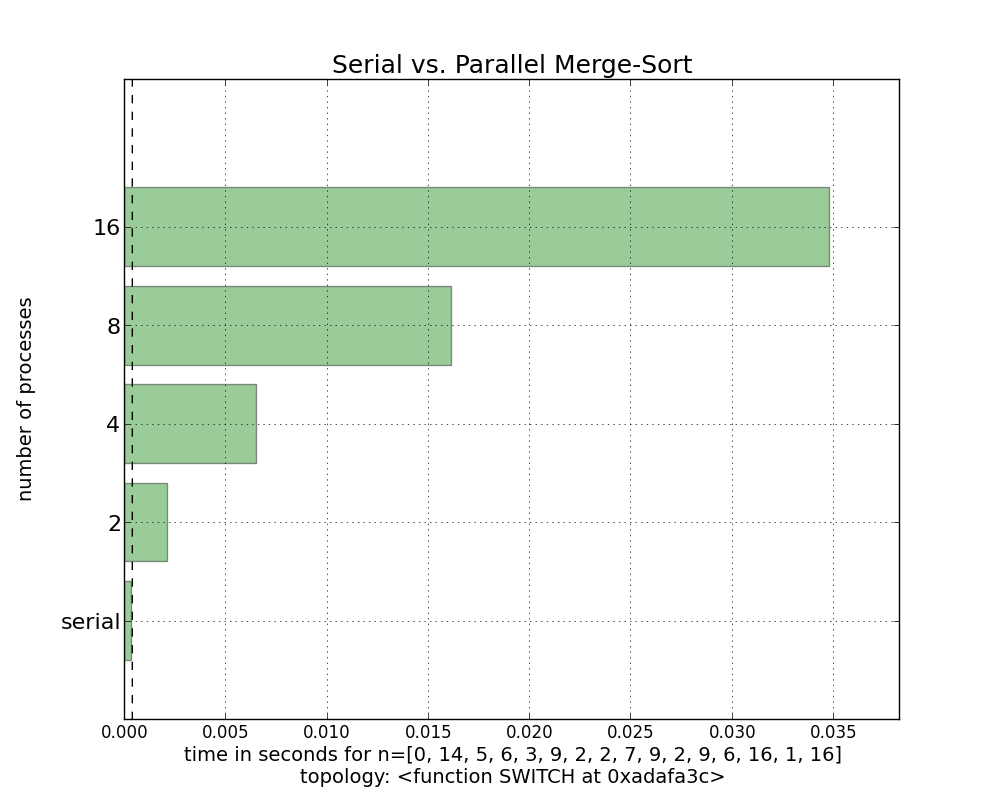 Serial vs. Parallel Merge-Sort
16
8
4
2
serial
number of processes
0.000 0.005 0.010 0.015 0.020 0.025 0.030 0.035
time in seconds for n=[0, 14, 5, 6, 3, 9, 2, 2, 7, 9, 2, 9, 6, 16, 1, 16]
topology: <function SWITCH at 0xadafa3c>